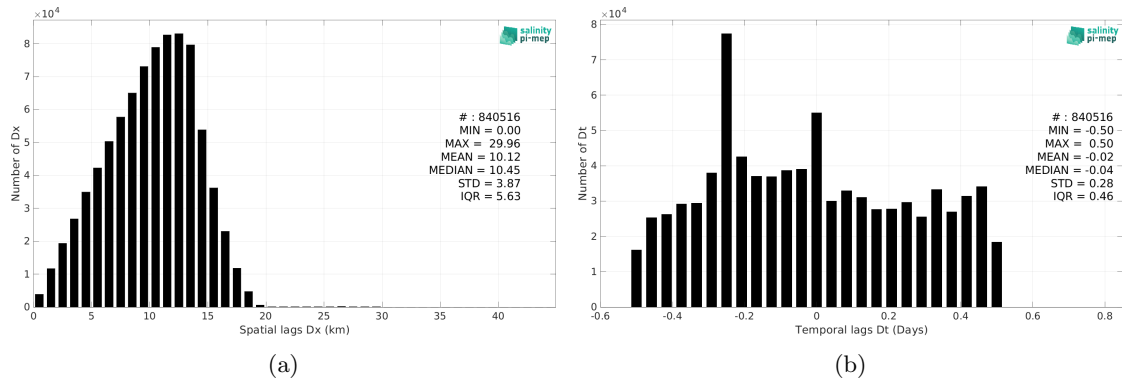 ×10⁴
8
7
6
5
4
3
2
1
0
Number of Dx
0 5 10 15 20 25 30 35 40
Spatial lags Dx (km)
salinity
pi-mep
# : 840516
MIN = 0.00
MAX = 29.96
MEAN = 10.12
MEDIAN = 10.45
STD = 3.87
IQR = 5.63
(a)
×10⁴
8
7
6
5
4
3
2
1
0
Number of Dt
-0.6 -0.4 -0.2 0 0.2 0.4 0.6 0.8
Temporal lags Dt (Days)
salinity
pi-mep
# : 840516
MIN = -0.50
MAX = 0.50
MEAN = -0.02
MEDIAN = -0.04
STD = 0.28
IQR = 0.46
(b)